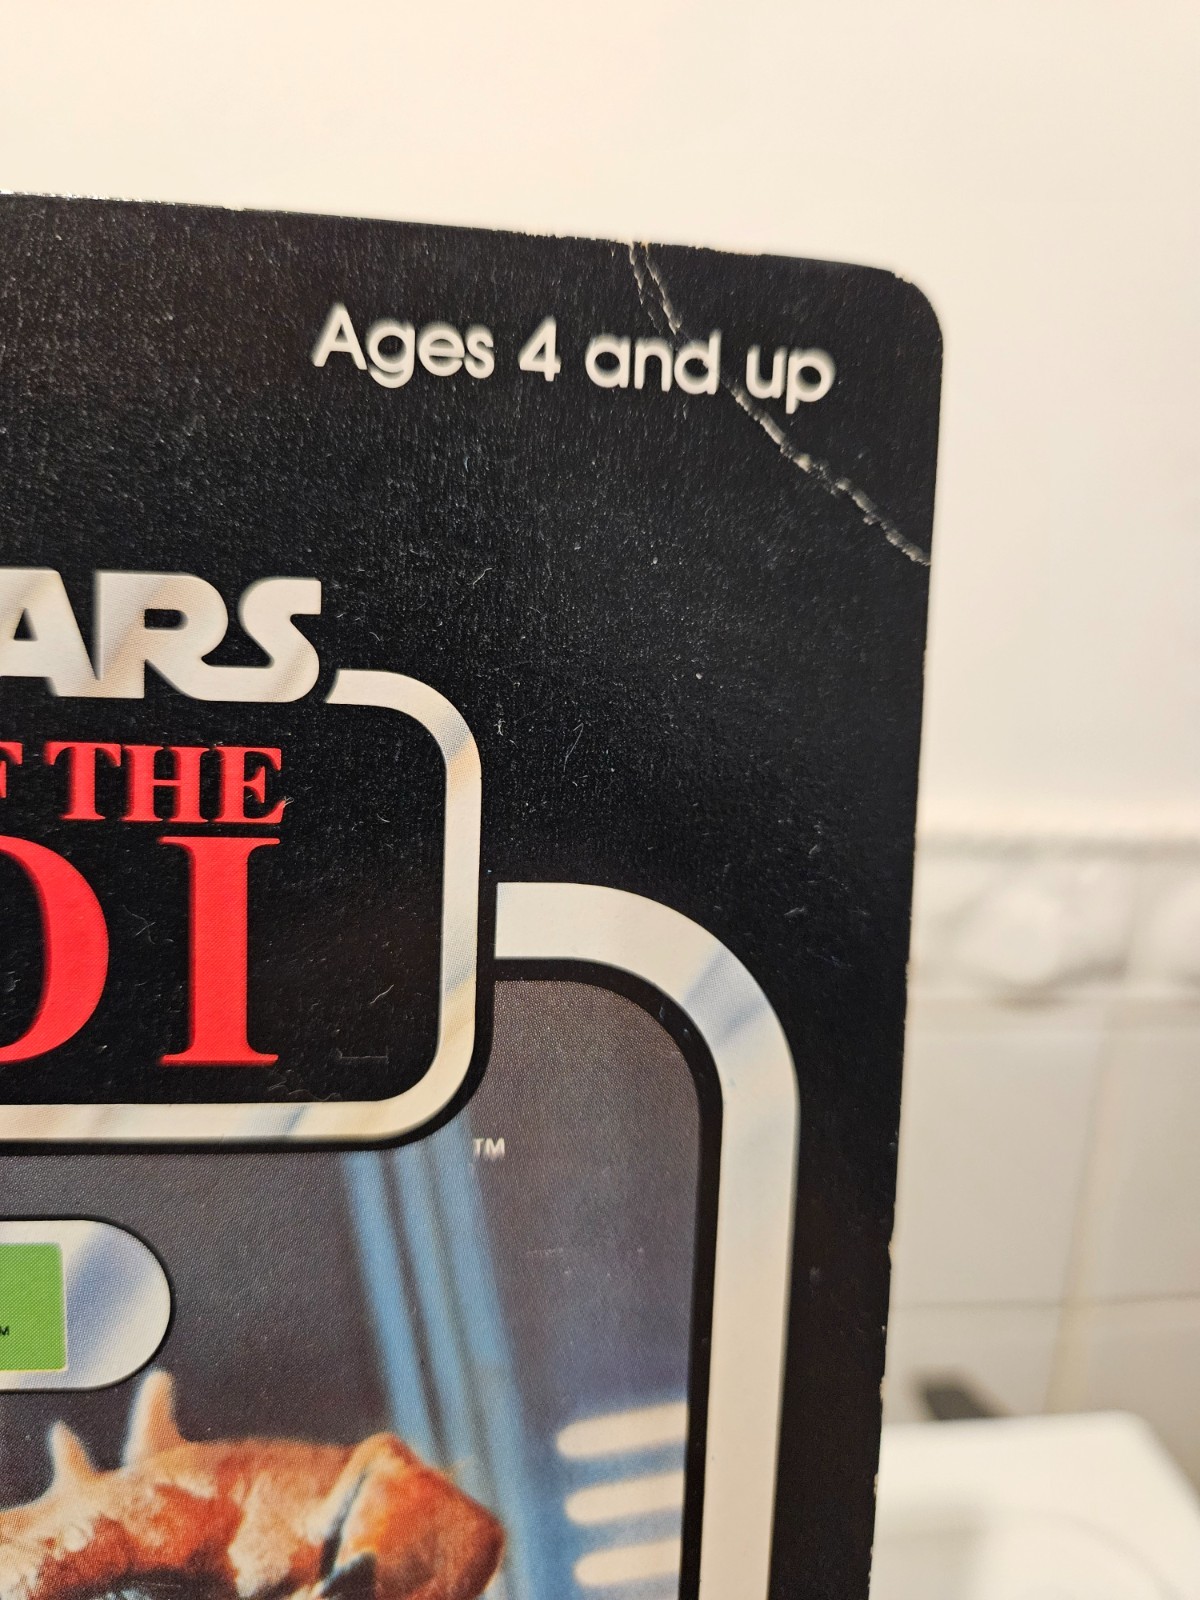 Ages 4 and up
ARS
F THE
DI
TM
M